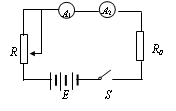 A₁ A₂
R R₀
E S